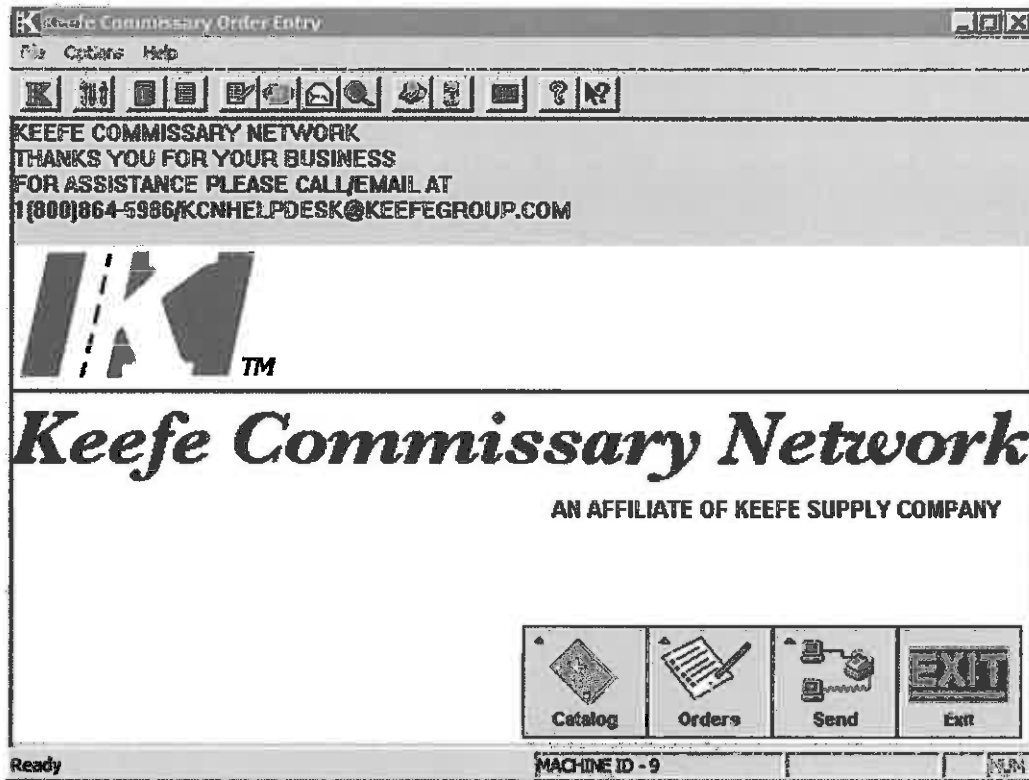 Keefe Commissary Order Entry
File Options Help
KEEFE COMMISSARY NETWORK
THANKS YOU FOR YOUR BUSINESS
FOR ASSISTANCE PLEASE CALL/EMAIL AT
1(800)864-5986/KCNHELPDESK@KEEFEGROUP.COM
K TM
Keefe Commissary Network
AN AFFILIATE OF KEEFE SUPPLY COMPANY
EXIT
Catalog Orders Send Exit
Ready MACHINE ID - 9 NUM